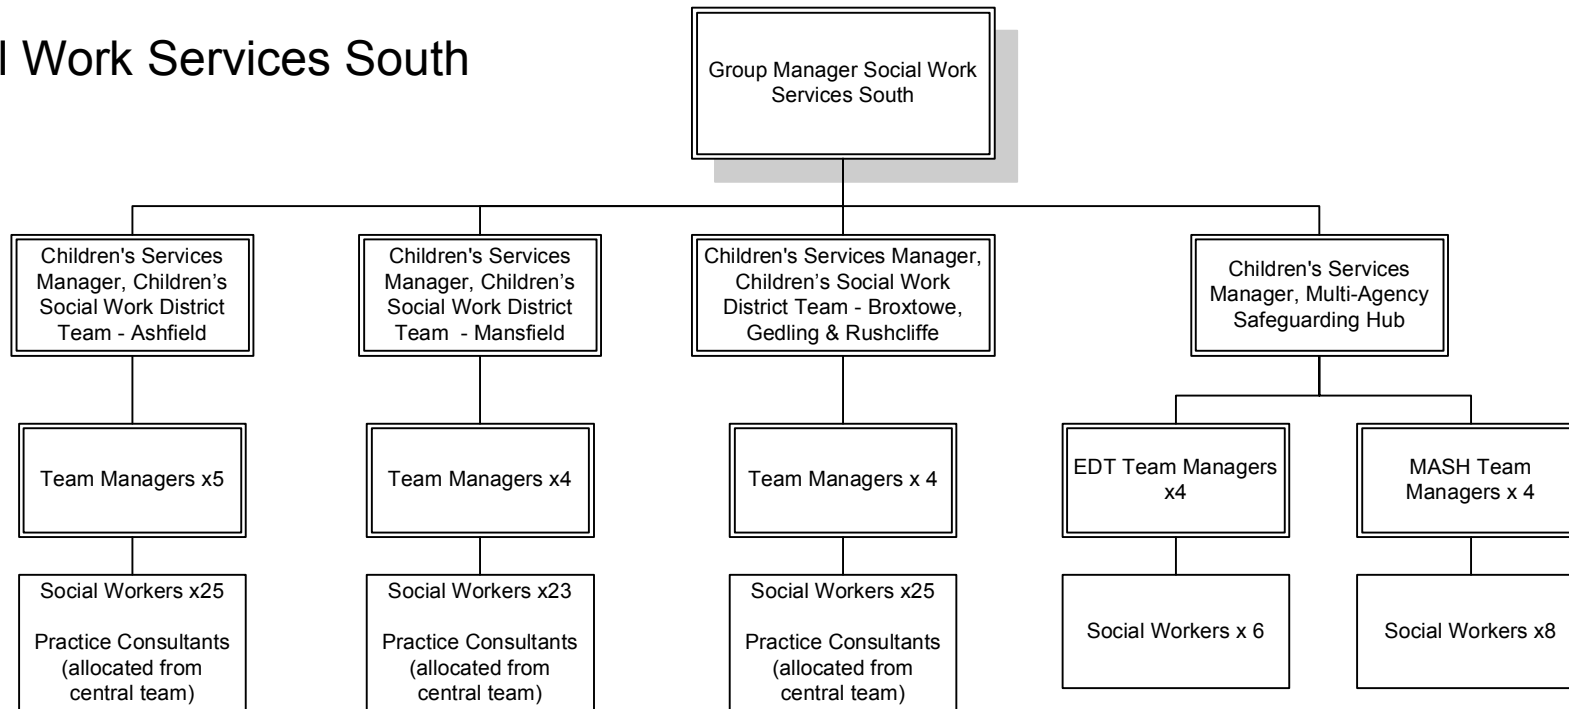 l Work Services South
Group Manager Social Work
Services South
Children's Services
Manager, Children’s
Social Work District
Team - Ashfield
Children's Services
Manager, Children’s
Social Work District
Team  - Mansfield
Children's Services Manager,
Children’s Social Work
District Team - Broxtowe,
Gedling & Rushcliffe
Children's Services
Manager, Multi-Agency
Safeguarding Hub
Team Managers x5
Team Managers x4
Team Managers x 4
EDT Team Managers
x4
MASH Team
Managers x 4
Social Workers x25
Practice Consultants
(allocated from
central team)
Social Workers x23
Practice Consultants
(allocated from
central team)
Social Workers x25
Practice Consultants
(allocated from
central team)
Social Workers x 6
Social Workers x8